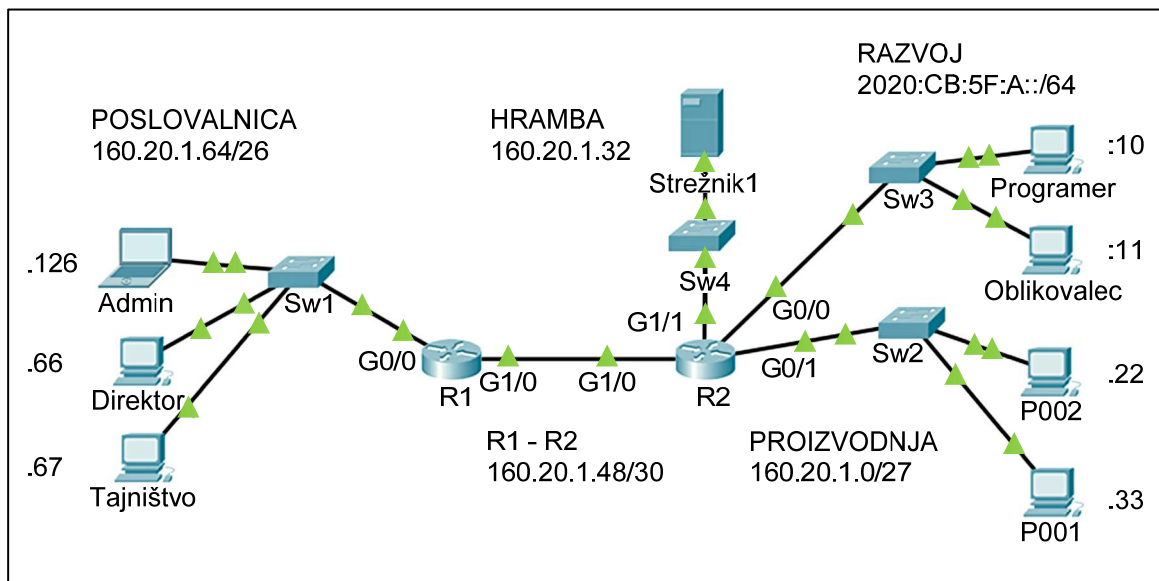 RAZVOJ
2020:CB:5F:A::/64
POSLOVALNICA
160.20.1.64/26
HRAMBA
160.20.1.32
Strežnik1
Sw3
Programer
:10
:11
Oblikovalec
.126
Admin
Sw1
Sw4
G1/1
G0/0
Sw2
G0/0
G1/0
G1/0
G0/1
R1
R2
.66
Direktor
P002
.22
.67
Tajništvo
R1 - R2
160.20.1.48/30
PROIZVODNJA
160.20.1.0/27
P001
.33